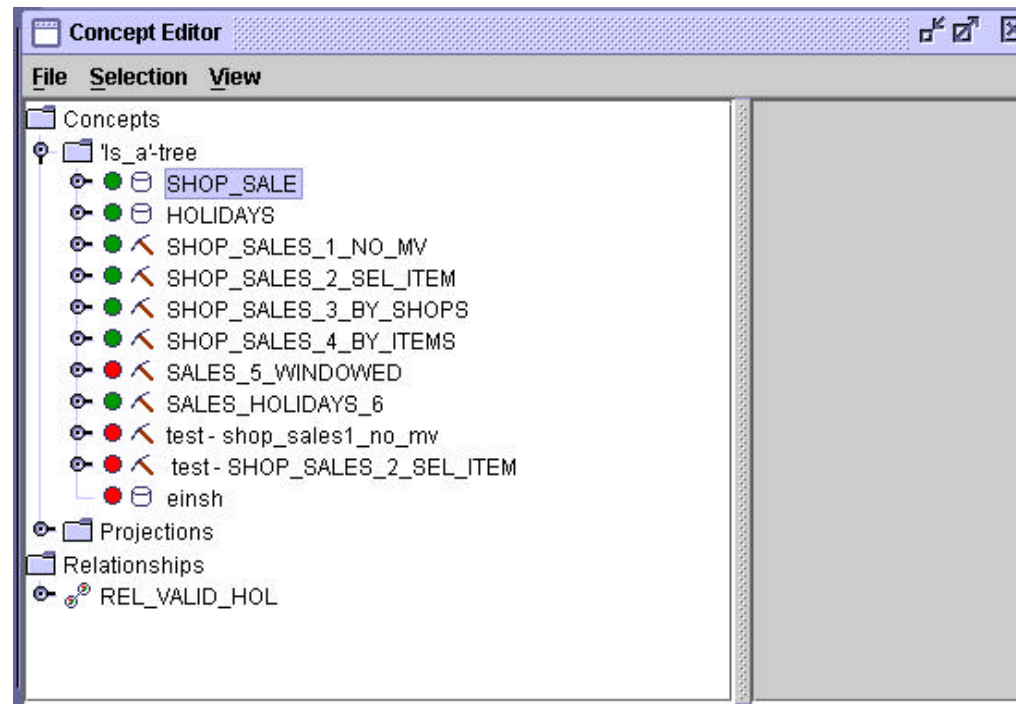 Concept Editor
File Selection View
Concepts
'Is_a'-tree
SHOP_SALE
HOLIDAYS
SHOP_SALES_1_NO_MV
SHOP_SALES_2_SEL_ITEM
SHOP_SALES_3_BY_SHOPS
SHOP_SALES_4_BY_ITEMS
SALES_5_WINDOWED
SALES_HOLIDAYS_6
test - shop_sales1_no_mv
test - SHOP_SALES_2_SEL_ITEM
einsh
Projections
Relationships
REL_VALID_HOL